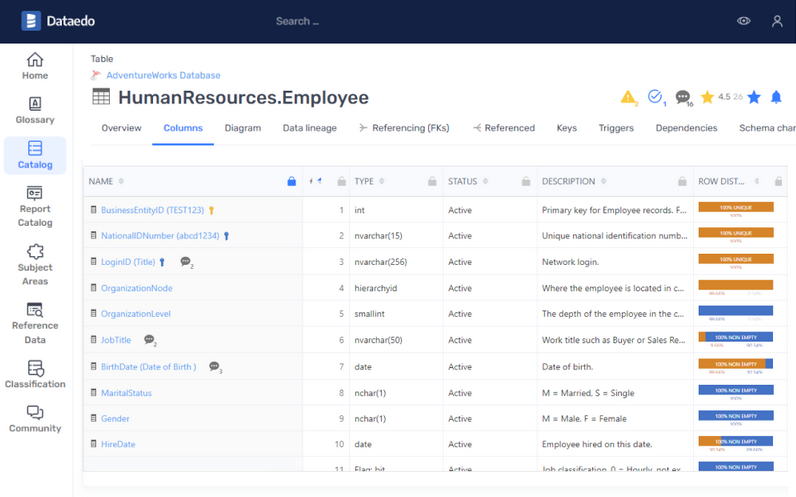 Dataedo
Search ...
Home
Glossary
Catalog
Report
Catalog
Subject
Areas
Reference
Data
Classification
Community
Table
AdventureWorks Database
HumanResources.Employee
2 1 16 4.5 26
Overview Columns Diagram Data lineage Referencing (FKs) Referenced Keys Triggers Dependencies Schema char
NAME TYPE STATUS DESCRIPTION ROW DIST...
BusinessEntityID (TEST123) 1 int Active Primary key for Employee records. F... 100% UNIQUE
100%
NationalIDNumber (abcd1234) 2 nvarchar(15) Active Unique national identification numb... 100% UNIQUE
100%
LoginID (Title) 2 3 nvarchar(256) Active Network login. 100% UNIQUE
100%
OrganizationNode 4 hierarchyid Active Where the employee is located in c...
OrganizationLevel 5 smallint Active The depth of the employee in the c...
JobTitle 2 6 nvarchar(50) Active Work title such as Buyer or Sales Re... 100% NON EMPTY
BirthDate (Date of Birth ) 3 7 date Active Date of birth. 100% NON EMPTY
MaritalStatus 8 nchar(1) Active M = Married, S = Single 100% NON EMPTY
100%
Gender 9 nchar(1) Active M = Male, F = Female 100% NON EMPTY
100%
HireDate 10 date Active Employee hired on this date. 100% NON EMPTY
11 Flag: bit Active Job classification. 0 = Hourly, not ex... 100% NON EMPTY